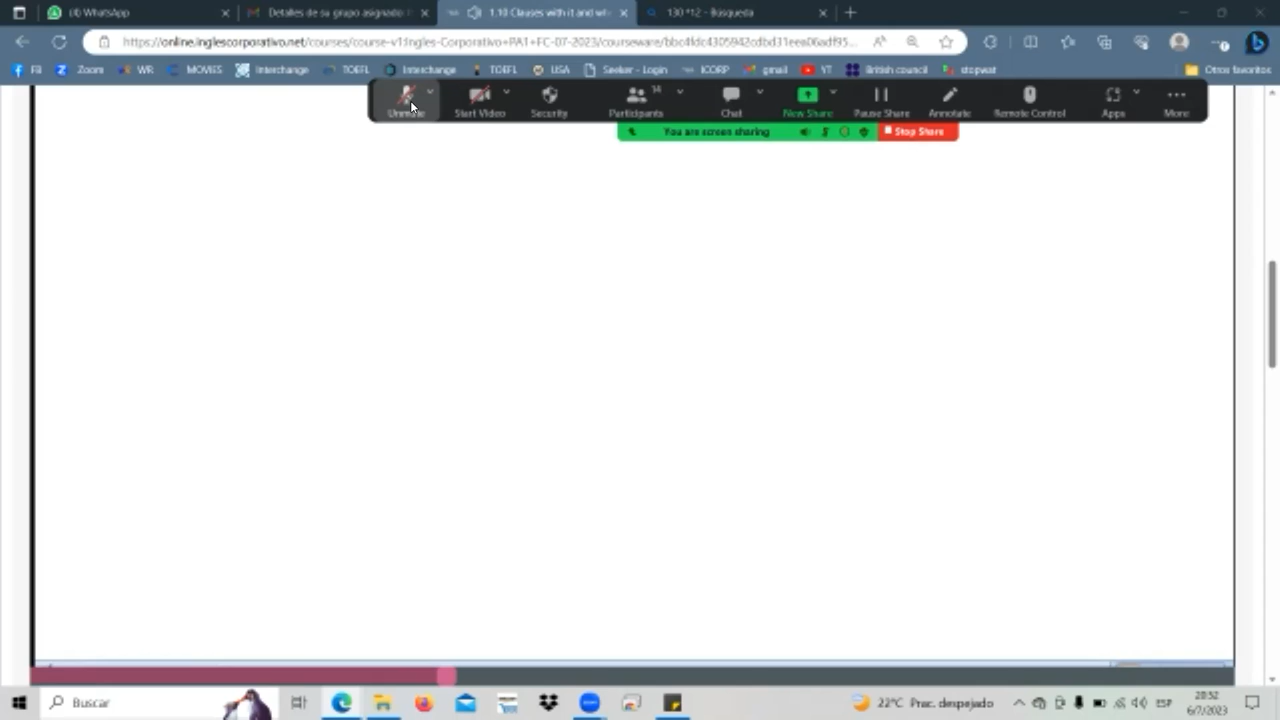 (4) WhatsApp
Detalles de su grupo asignado
1.10 Clauses with it and wh
130 *12 - Búsqueda
https://online.inglescorporativo.net/courses/course-v1:Ingles-Corporativo+PA1+FC-07-2023/courseware/
FB
Zoom
WR
MOVIES
Interchange
TOEFL
Interchange
TOEFL
USA
Seeker - Login
ICORP
gmail
YT
British council
stopwat
Otros favoritos
Unmute
Start Video
Security
14
Participants
Chat
New Share
Pause Share
Annotate
Remote Control
Apps
More
You are screen sharing
Stop Share
Buscar
22°C Prac. despejado
ESP
20:52
6/7/2023